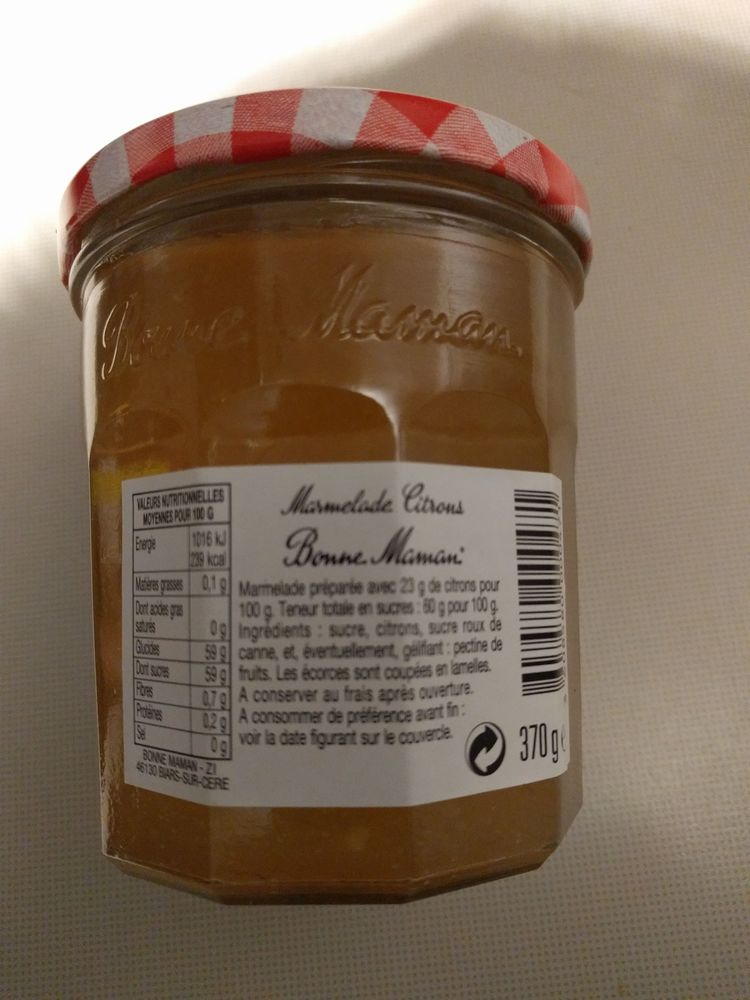 Bonne Maman.
VALEURS NUTRITIONNELLES
MOYENNES POUR 100 G
Energie 1016 kJ
239 kcal
Matières grasses 0,1 g
Dont acides gras
saturés 0 g
Glucides 59 g
Dont sucres 59 g
Fibres 0,7 g
Protéines 0,2 g
Sel 0 g
BONNE MAMAN - ZI
46130 BIARS-SUR-CERE
Marmelade Citrons
Bonne Maman
Marmelade préparée avec 23 g de citrons pour
100 g. Teneur totale en sucres : 60 g pour 100 g.
Ingrédients : sucre, citrons, sucre roux de
canne, et, éventuellement, gélifiant : pectine de
fruits. Les écorces sont coupées en lamelles.
A conserver au frais après ouverture.
A consommer de préférence avant fin :
voir la date figurant sur le couvercle.
370 g e